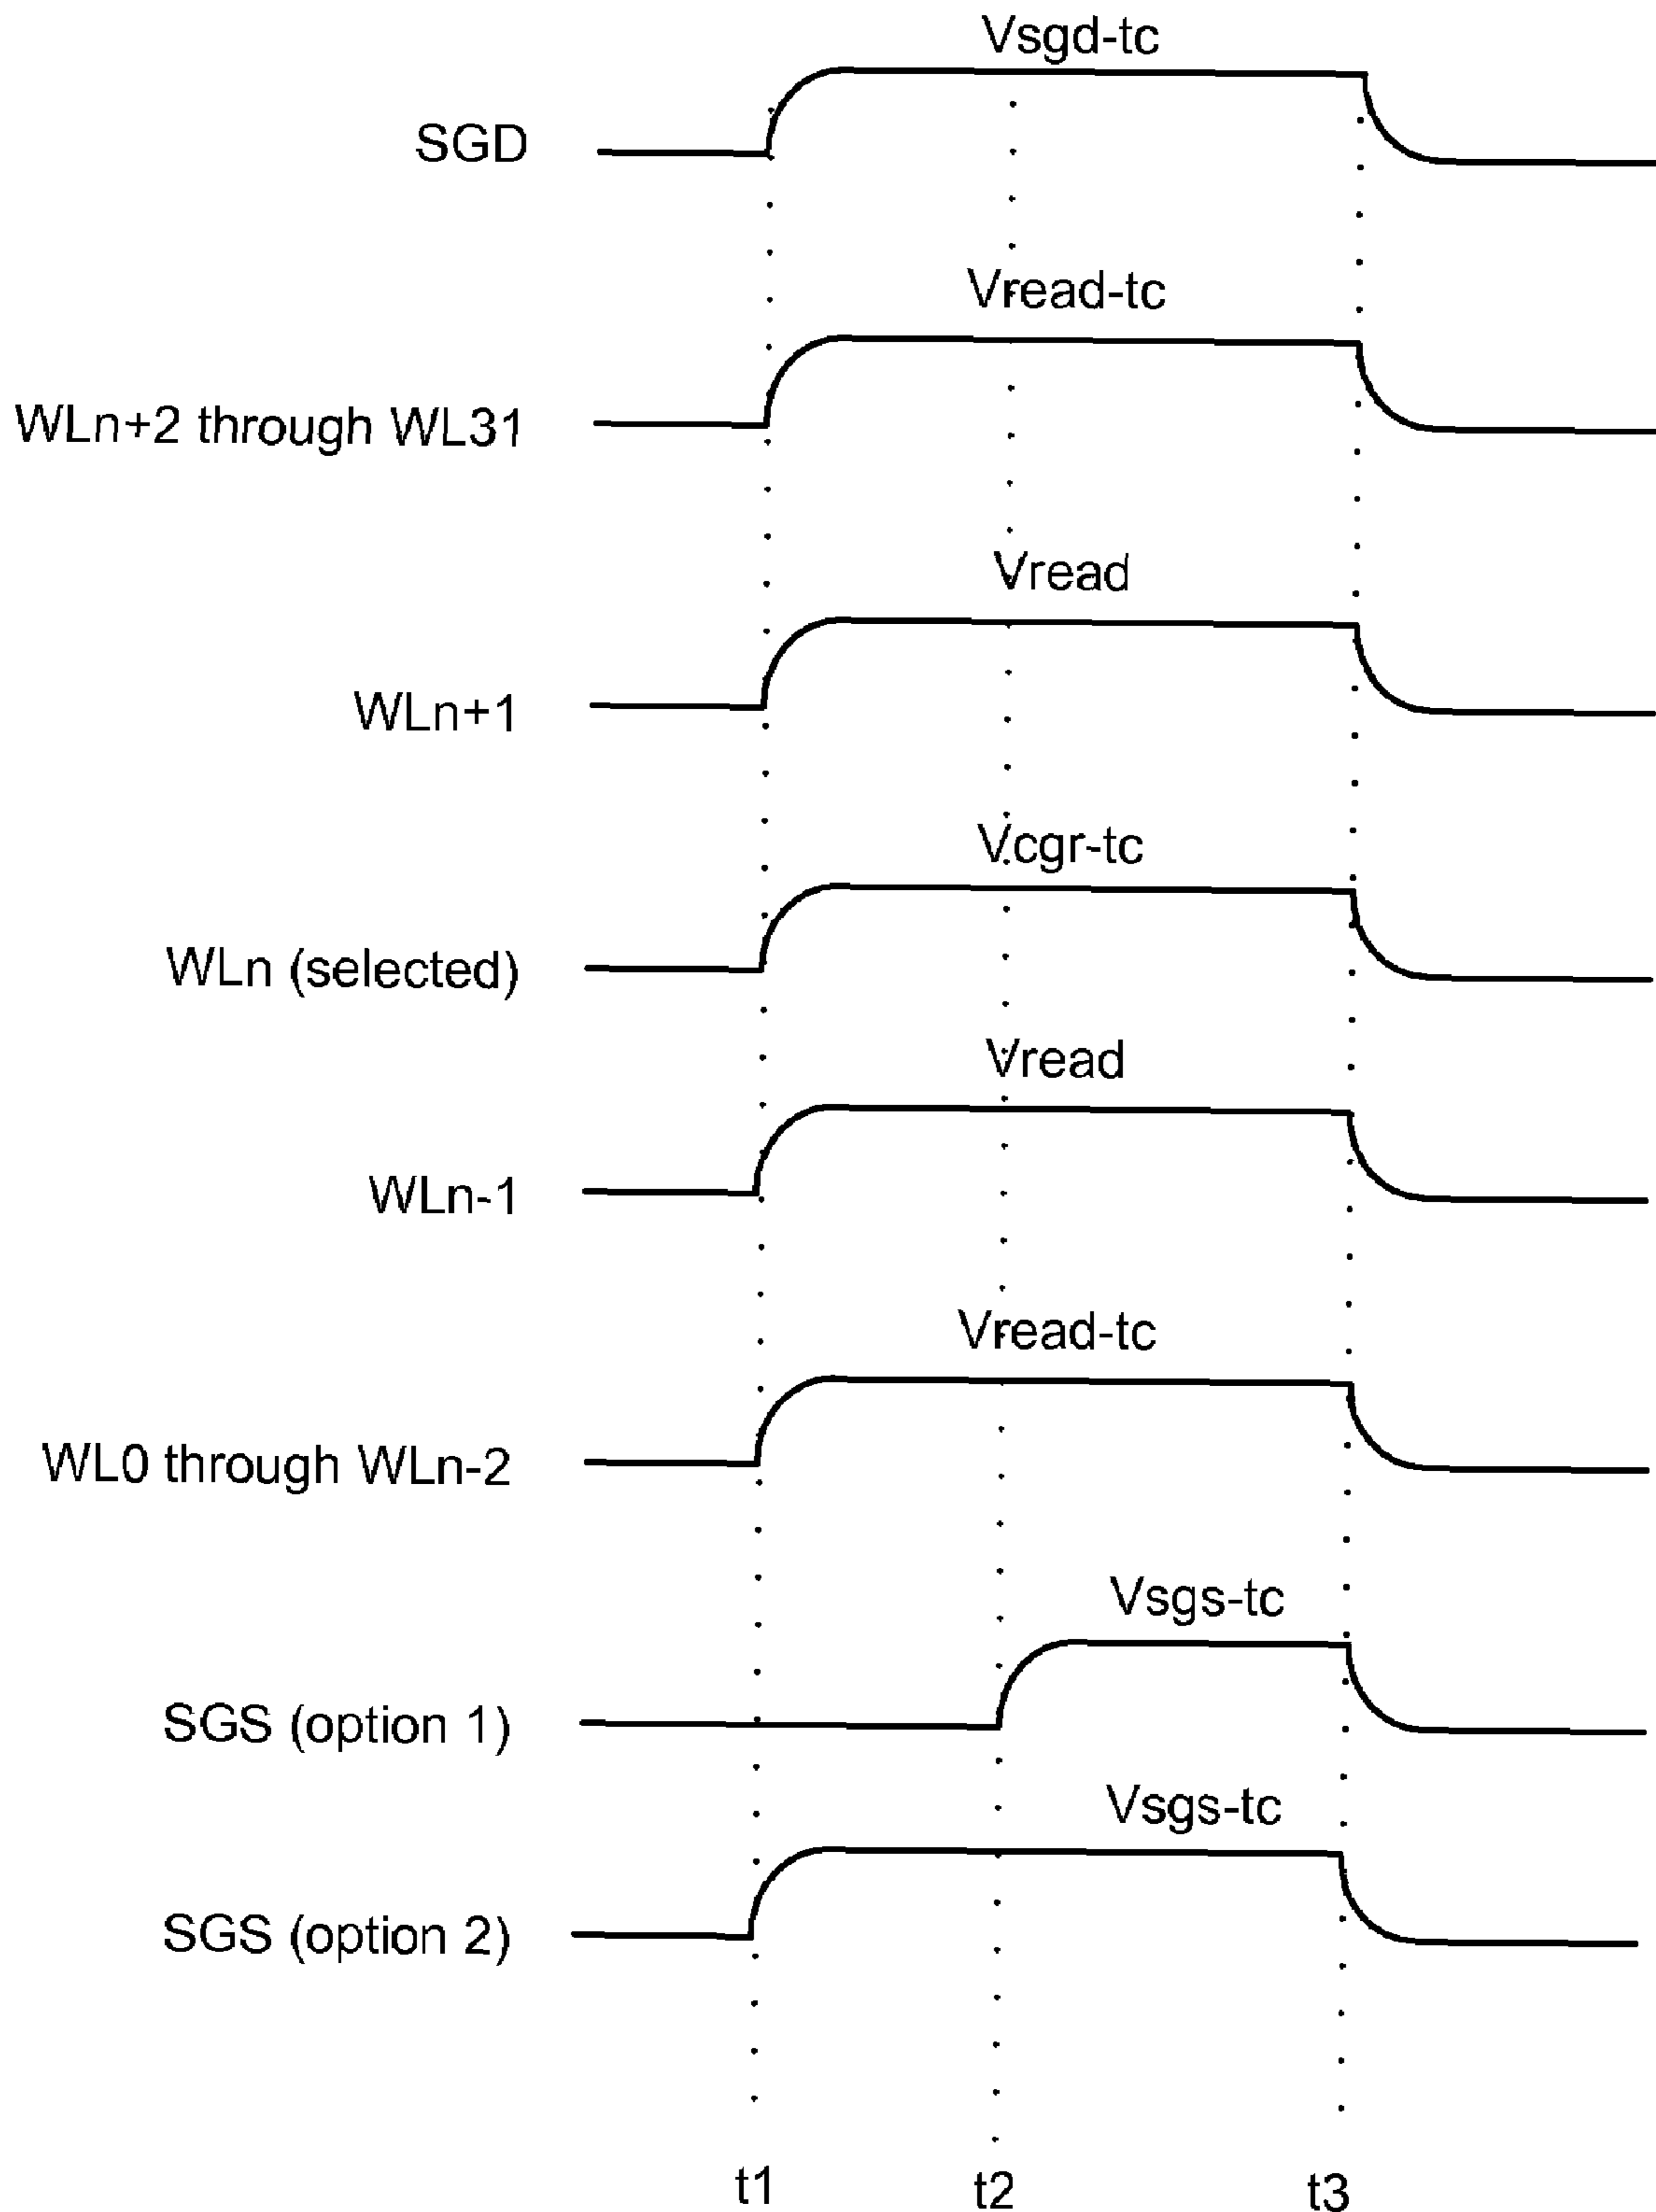 Vsgd-tc
SGD
Vread-tc
WLn+2 through WL31
Vread
WLn+1
Vcgr-tc
WLn (selected)
Vread
WLn-1
Vread-tc
WL0 through WLn-2
Vsgs-tc
SGS (option 1)
Vsgs-tc
SGS (option 2)
t1 t2 t3